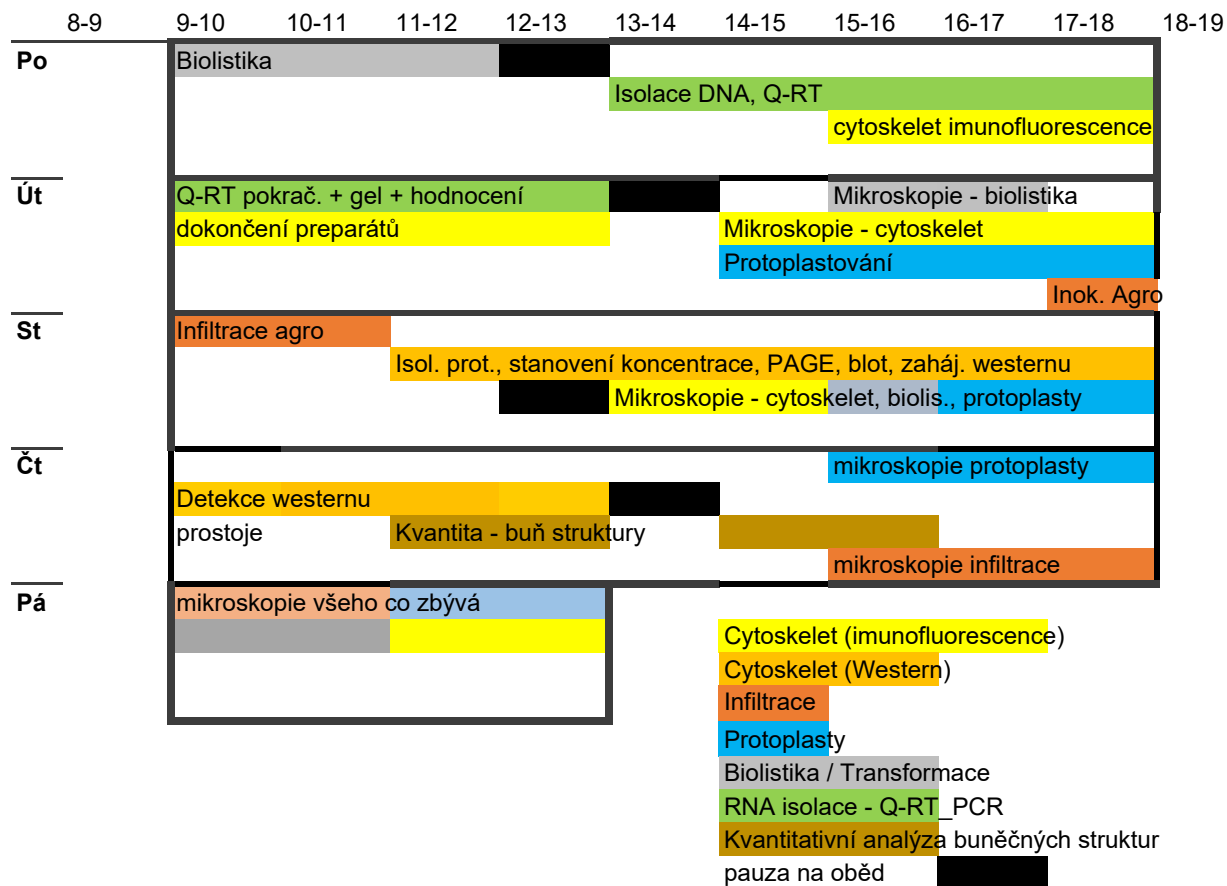 8-9 9-10 10-11 11-12 12-13 13-14 14-15 15-16 16-17 17-18 18-19
Po Biolistika
Isolace DNA, Q-RT
cytoskelet imunofluorescence
Út Q-RT pokrač. + gel + hodnocení Mikroskopie - biolistika
dokončení preparátů Mikroskopie - cytoskelet
Protoplastování
Inok. Agro
St Infiltrace agro
Isol. prot., stanovení koncentrace, PAGE, blot, zaháj. westernu
Mikroskopie - cytoskelet, biolis., protoplasty
Čt mikroskopie protoplasty
Detekce westernu
prostoje Kvantita - buň struktury
mikroskopie infiltrace
Pá mikroskopie všeho co zbývá
Cytoskelet (imunofluorescence)
Cytoskelet (Western)
Infiltrace
Protoplasty
Biolistika / Transformace
RNA isolace - Q-RT_PCR
Kvantitativní analýza buněčných struktur
pauza na oběd